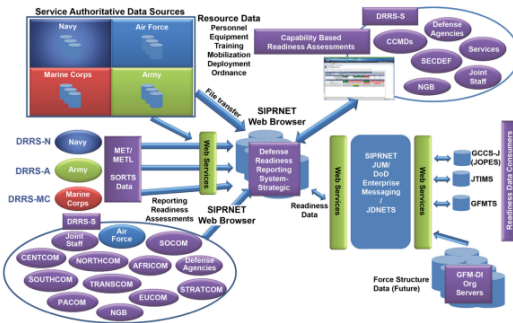 Service Authoritative Data Sources
Navy
Air Force
Marine Corps
Army
Resource Data
Personnel
Equipment
Training
Mobilization
Deployment
Ordnance
Capability Based
Readiness Assessments
DRRS-S
Defense
Agencies
CCMDs
Services
SECDEF
Joint
Staff
NGB
File transfer
SIPRNET
Web Browser
DRRS-N
Navy
DRRS-A
Army
DRRS-MC
Marine
Corps
MET/
METL
SORTS
Data
Web Services
Defense
Readiness
Reporting
System-
Strategic
Reporting
Readiness
Assessments
SIPRNET
Web Browser
Readiness
Data
Web Services
SIPRNET
JUM/
DoD
Enterprise
Messaging
/
JDNETS
Web Services
GCCS-J
(JOPES)
JTIMS
GFMTS
Readiness Data Consumers
DRRS-S
Joint
Staff
Air
Force
SOCOM
CENTCOM
NORTHCOM
AFRICOM
Defense
Agencies
SOUTHCOM
TRANSCOM
EUCOM
STRATCOM
PACOM
NGB
Force Structure
Data (Future)
GFM-DI
Org
Servers